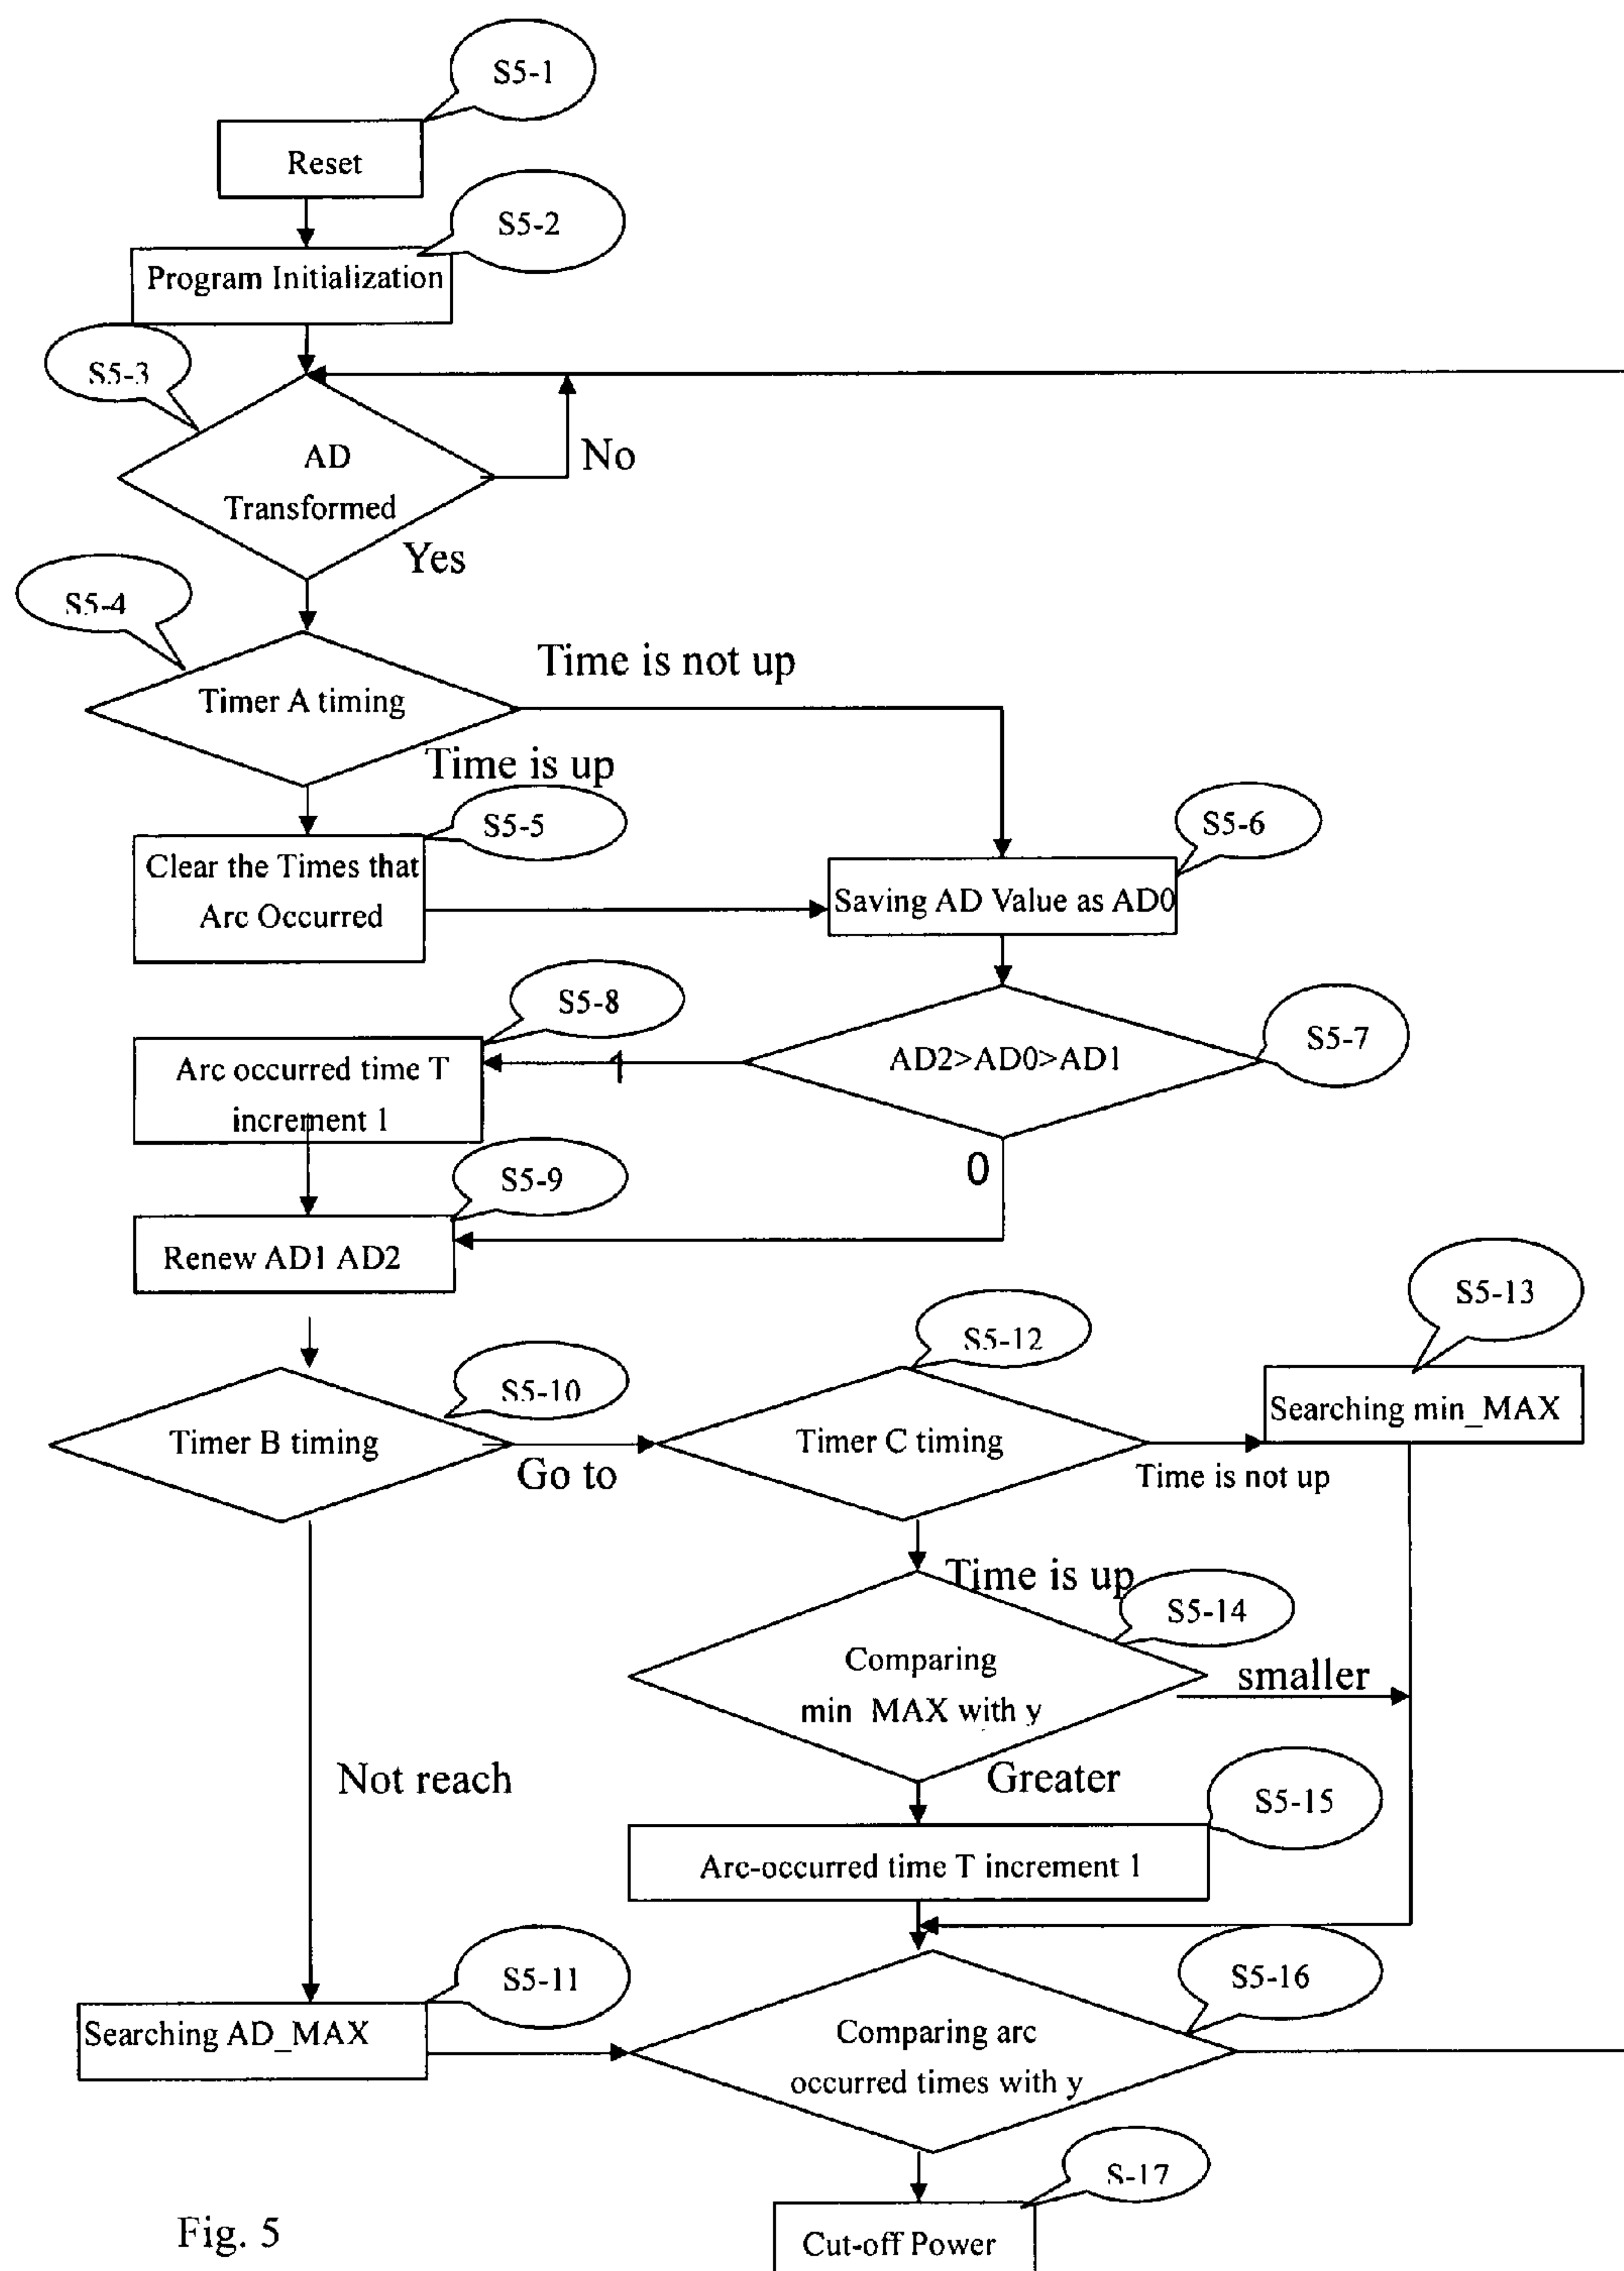 S5-1
Reset
S5-2
Program Initialization
S5-3
AD
Transformed
No
Yes
S5-4
Timer A timing
Time is not up
Time is up
S5-5
Clear the Times that
Arc Occurred
S5-6
Saving AD Value as AD0
S5-7
AD2>AD0>AD1
1
0
S5-8
Arc occurred time T
increment 1
S5-9
Renew AD1 AD2
S5-10
Timer B timing
Go to
S5-12
Timer C timing
Time is not up
S5-13
Searching min_MAX
Time is up
S5-14
Comparing
min MAX with y
smaller
Greater
Not reach
S5-15
Arc-occurred time T increment 1
S5-11
Searching AD_MAX
S5-16
Comparing arc
occurred times with y
S-17
Cut-off Power
Fig. 5